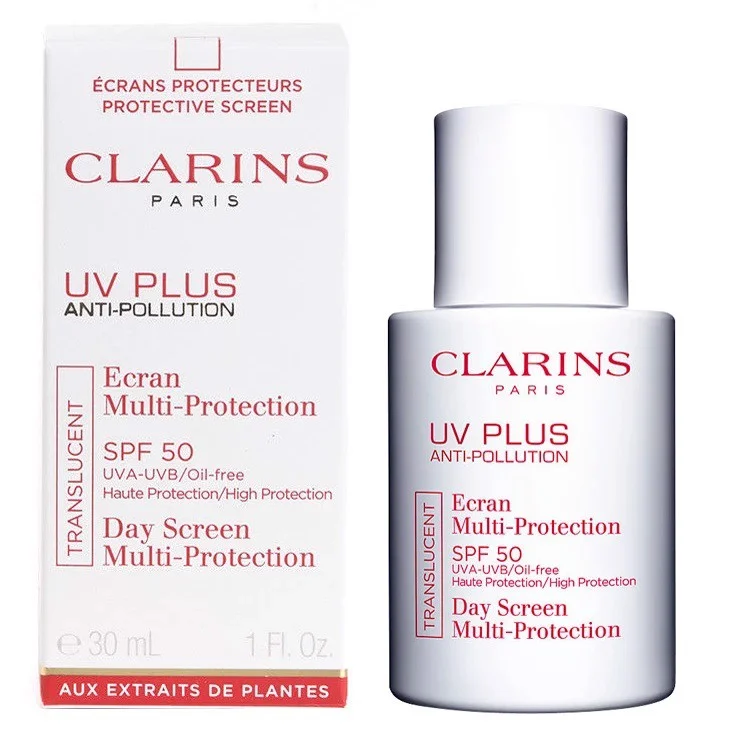 ÉCRANS PROTECTEURS
PROTECTIVE SCREEN
CLARINS
PARIS
UV PLUS
ANTI-POLLUTION
TRANSLUCENT
Ecran
Multi-Protection
SPF 50
UVA-UVB/Oil-free
Haute Protection/High Protection
Day Screen
Multi-Protection
℮ 30 mL 1 Fl. Oz.
AUX EXTRAITS DE PLANTES
CLARINS
PARIS
UV PLUS
ANTI-POLLUTION
TRANSLUCENT
Ecran
Multi-Protection
SPF 50
UVA-UVB/Oil-free
Haute Protection/High Protection
Day Screen
Multi-Protection